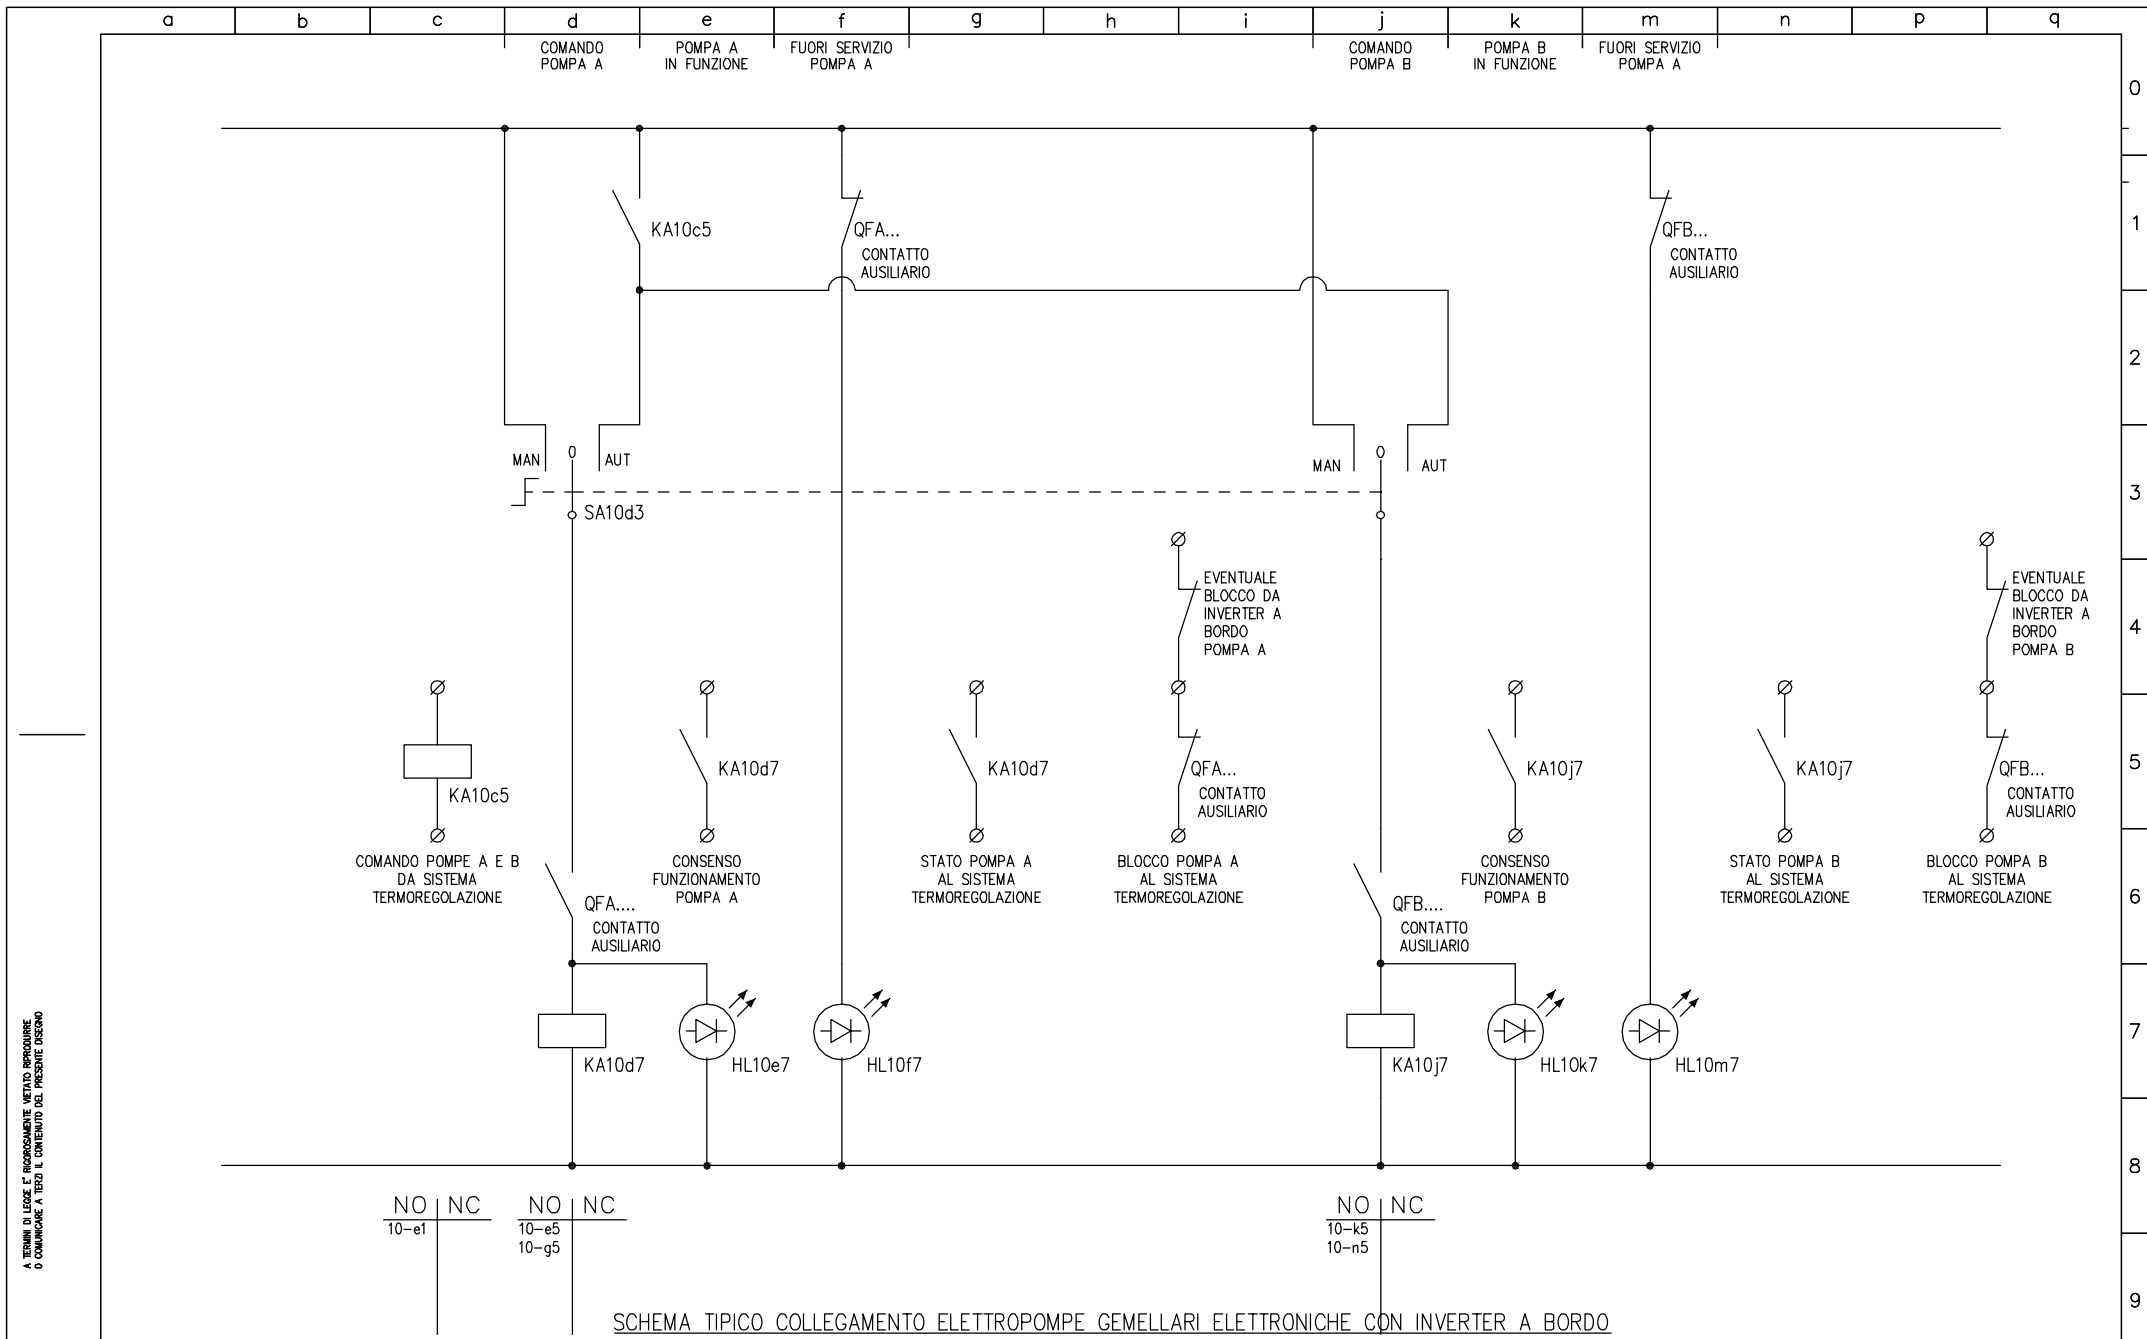 a b c d e f g h i j k m n p q
COMANDO
POMPA A
POMPA A
IN FUNZIONE
FUORI SERVIZIO
POMPA A
COMANDO
POMPA B
POMPA B
IN FUNZIONE
FUORI SERVIZIO
POMPA A
0
KA10c5
QFA...
CONTATTO
AUSILIARIO
QFB...
CONTATTO
AUSILIARIO
1
2
MAN
0
AUT
MAN
0
AUT
SA10d3
3
EVENTUALE
BLOCCO DA
INVERTER A
BORDO
POMPA A
EVENTUALE
BLOCCO DA
INVERTER A
BORDO
POMPA B
4
KA10c5
KA10d7
KA10d7
QFA...
CONTATTO
AUSILIARIO
KA10j7
KA10j7
QFB...
CONTATTO
AUSILIARIO
5
COMANDO POMPE A E B
DA SISTEMA
TERMOREGOLAZIONE
QFA....
CONTATTO
AUSILIARIO
CONSENSO
FUNZIONAMENTO
POMPA A
STATO POMPA A
AL SISTEMA
TERMOREGOLAZIONE
BLOCCO POMPA A
AL SISTEMA
TERMOREGOLAZIONE
QFB....
CONTATTO
AUSILIARIO
CONSENSO
FUNZIONAMENTO
POMPA B
STATO POMPA B
AL SISTEMA
TERMOREGOLAZIONE
BLOCCO POMPA B
AL SISTEMA
TERMOREGOLAZIONE
6
KA10d7
HL10e7
HL10f7
KA10j7
HL10k7
HL10m7
7
8
NO NC
10-e1
NO NC
10-e5
10-g5
NO NC
10-k5
10-n5
9
SCHEMA TIPICO COLLEGAMENTO ELETTROPOMPE GEMELLARI ELETTRONICHE CON INVERTER A BORDO
A TERMINI DI LEGGE E' RIGOROSAMENTE VIETATO RIPRODURRE
O COMUNICARE A TERZI IL CONTENUTO DEL PRESENTE DISEGNO